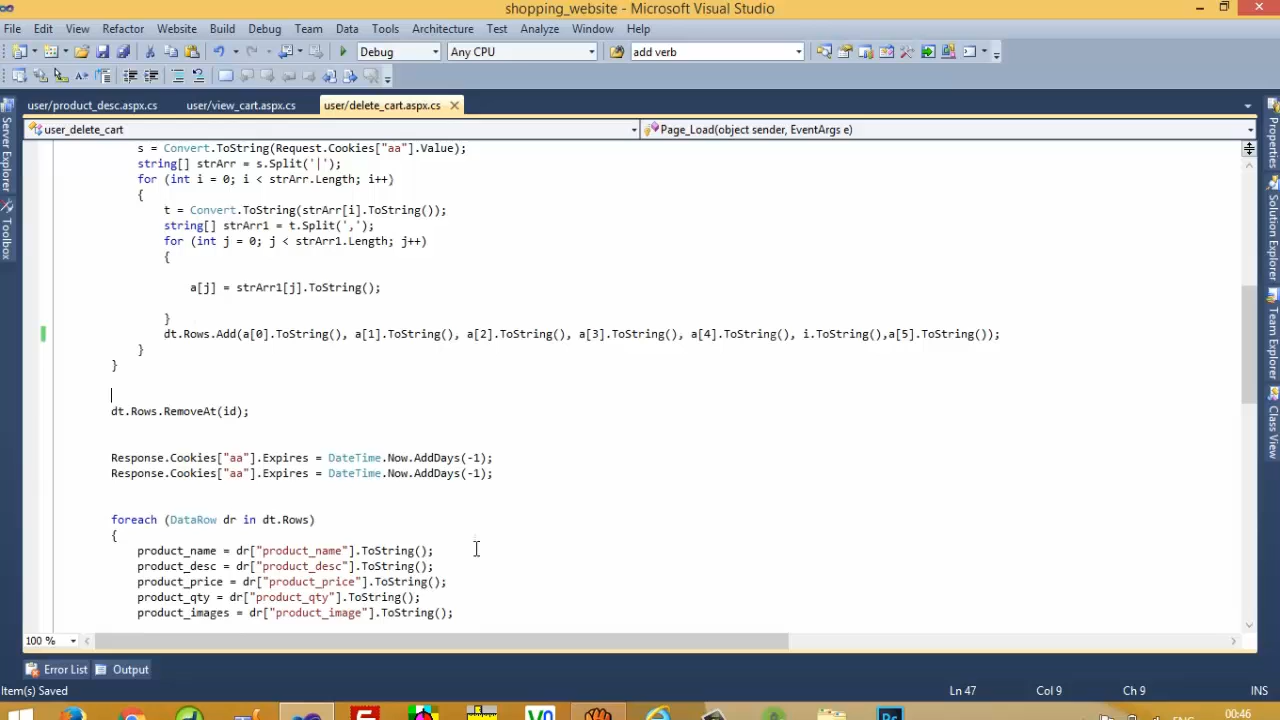 shopping_website - Microsoft Visual Studio
File Edit View Refactor Website Build Debug Team Data Tools Architecture Test Analyze Window Help
Debug Any CPU add verb
user/product_desc.aspx.cs user/view_cart.aspx.cs user/delete_cart.aspx.cs
user_delete_cart Page_Load(object sender, EventArgs e)
s = Convert.ToString(Request.Cookies["aa"].Value);
string[] strArr = s.Split('|');
for (int i = 0; i < strArr.Length; i++)
{
t = Convert.ToString(strArr[i].ToString());
string[] strArr1 = t.Split(',');
for (int j = 0; j < strArr1.Length; j++)
{
a[j] = strArr1[j].ToString();
}
dt.Rows.Add(a[0].ToString(), a[1].ToString(), a[2].ToString(), a[3].ToString(), a[4].ToString(), i.ToString(),a[5].ToString());
}
}
dt.Rows.RemoveAt(id);
Response.Cookies["aa"].Expires = DateTime.Now.AddDays(-1);
Response.Cookies["aa"].Expires = DateTime.Now.AddDays(-1);
foreach (DataRow dr in dt.Rows)
{
product_name = dr["product_name"].ToString();
product_desc = dr["product_desc"].ToString();
product_price = dr["product_price"].ToString();
product_qty = dr["product_qty"].ToString();
product_images = dr["product_image"].ToString();
100 %
Server Explorer
Toolbox
Properties
Solution Explorer
Team Explorer
Class View
Error List Output
Item(s) Saved Ln 47 Col 9 Ch 9 INS
00:46